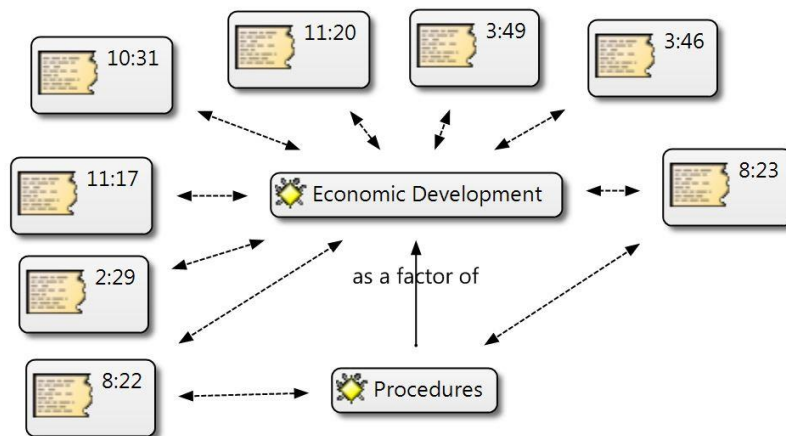 10:31
11:20
3:49
3:46
11:17
Economic Development
8:23
2:29
as a factor of
8:22
Procedures